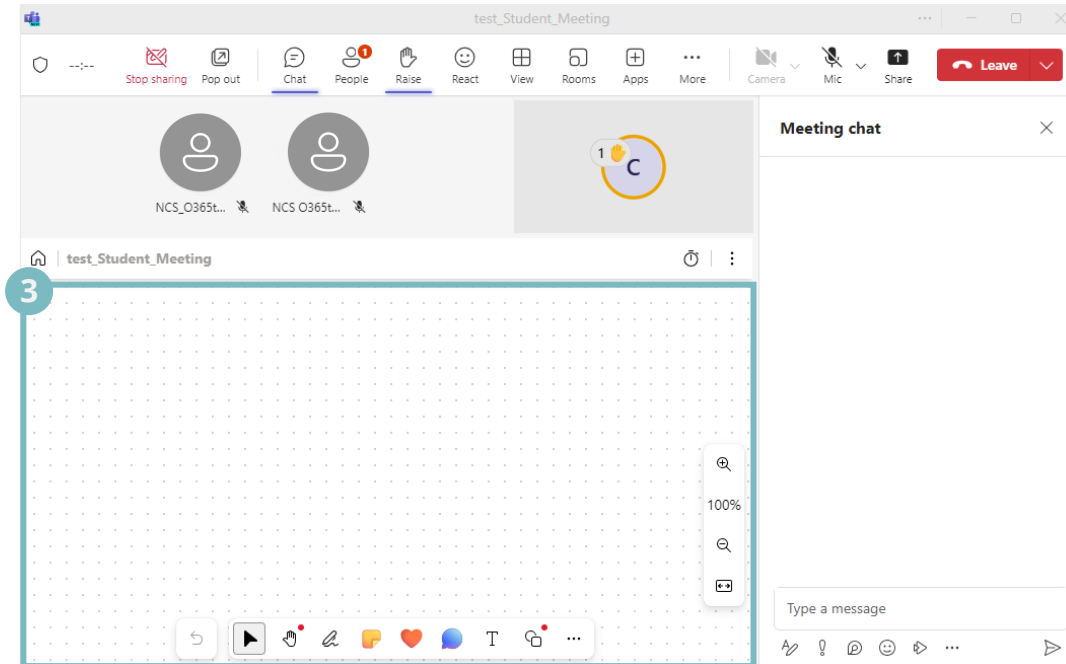 test_Student_Meeting
--:--
Stop sharing Pop out Chat People Raise React View Rooms Apps More Camera Mic Share Leave
1
1
C
NCS_O365t... NCS O365t...
Meeting chat
test_Student_Meeting
3
100%
T
Type a message